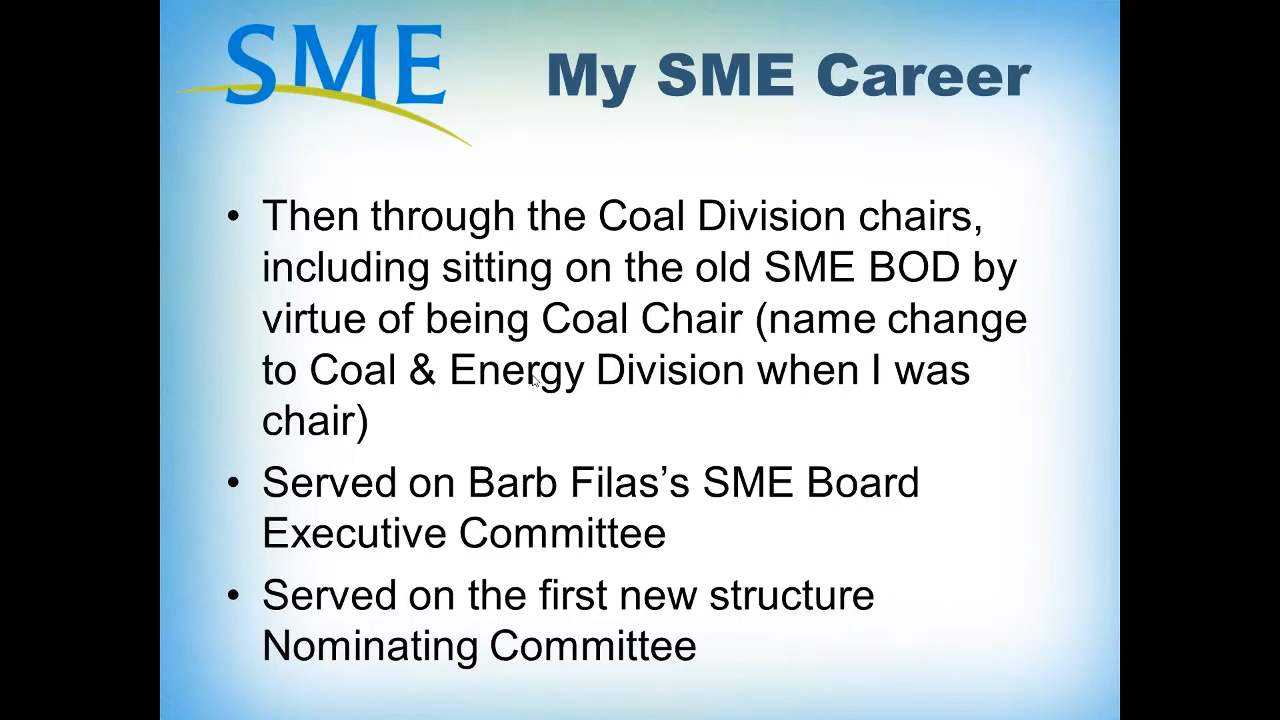 SME
My SME Career
• Then through the Coal Division chairs,
including sitting on the old SME BOD by
virtue of being Coal Chair (name change
to Coal & Energy Division when I was
chair)
• Served on Barb Filas’s SME Board
Executive Committee
• Served on the first new structure
Nominating Committee